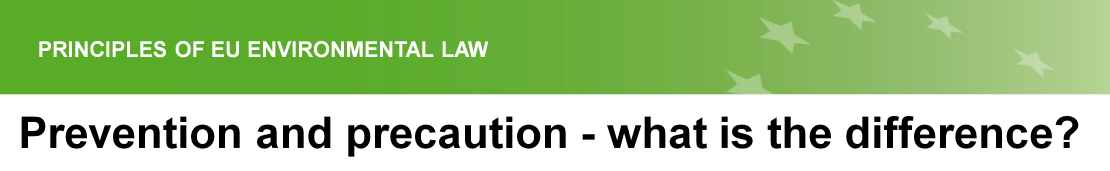 PRINCIPLES OF EU ENVIRONMENTAL LAW
Prevention and precaution - what is the difference?